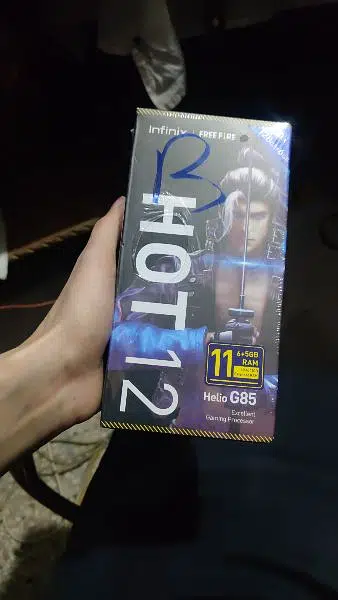 Infinix | FREE FIRE
B
HOT 12
11 6+5GB
RAM
Helio G85
Excellent
Gaming Processor